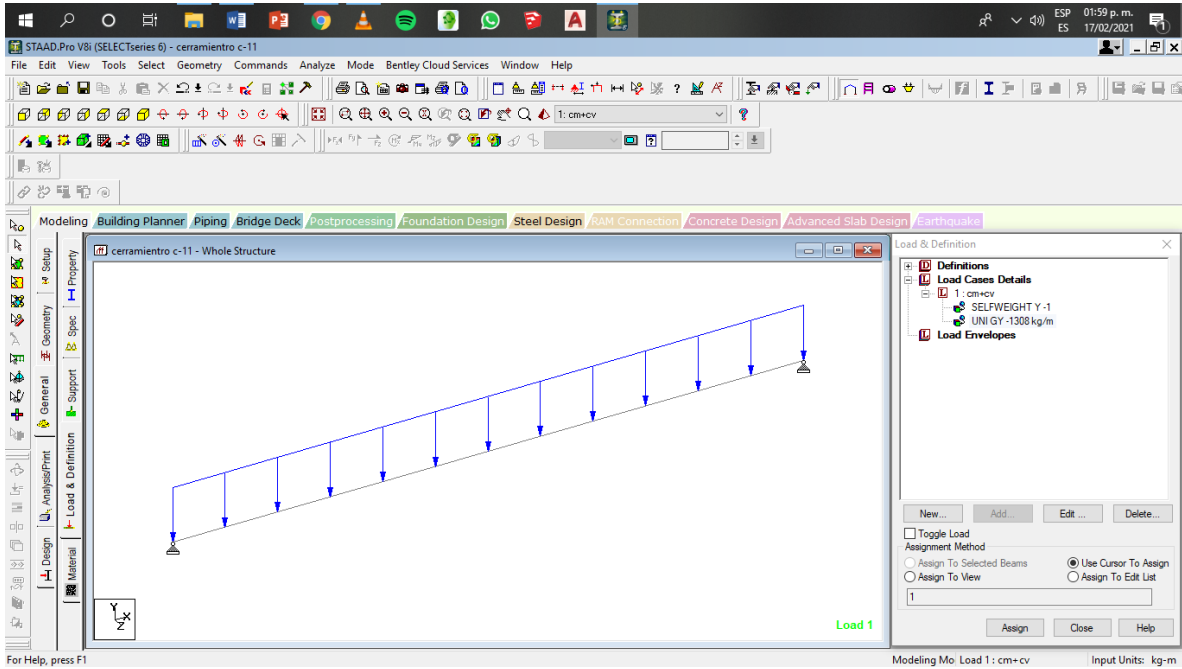 ESP 01:59 p. m.
ES 17/02/2021
STAAD.Pro V8i (SELECTseries 6) - cerramientro c-11
File Edit View Tools Select Geometry Commands Analyze Mode Bentley Cloud Services Window Help
1: cm+cv
Modeling Building Planner Piping Bridge Deck Postprocessing Foundation Design Steel Design RAM Connection Concrete Design Advanced Slab Design Earthquake
Setup
Geometry
General
Analysis/Print
Design
Property
Spec
Support
Load & Definition
Material
cerramientro c-11 - Whole Structure
Y
X
Z
Load 1
Load & Definition
Definitions
Load Cases Details
1 : cm+cv
SELFWEIGHT Y -1
UNI GY -1308 kg/m
Load Envelopes
New... Add... Edit ... Delete...
Toggle Load
Assignment Method
Assign To Selected Beams Use Cursor To Assign
Assign To View Assign To Edit List
1
Assign Close Help
For Help, press F1
Modeling Mo Load 1 : cm+cv Input Units: kg-m